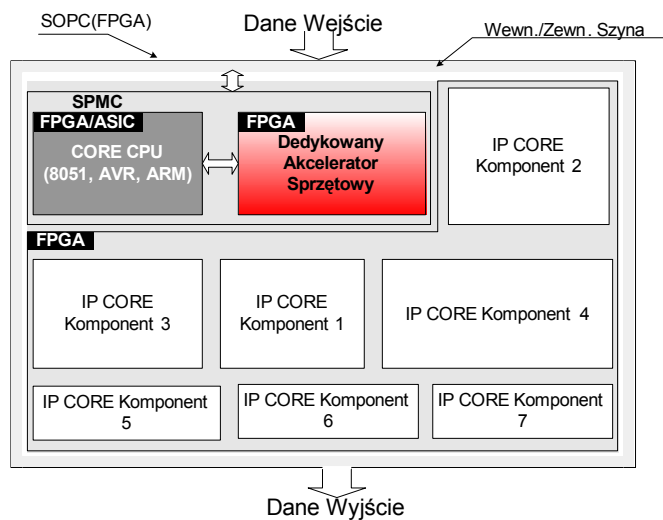 SOPC(FPGA)
Dane Wejście
Wewn./Zewn. Szyna
SPMC
FPGA/ASIC
CORE CPU
(8051, AVR, ARM)
FPGA
Dedykowany
Akcelerator
Sprzętowy
IP CORE
Komponent 2
FPGA
IP CORE
Komponent 3
IP CORE
Komponent 1
IP CORE Komponent 4
IP CORE Komponent
5
IP CORE Komponent
6
IP CORE Komponent
7
Dane Wyjście